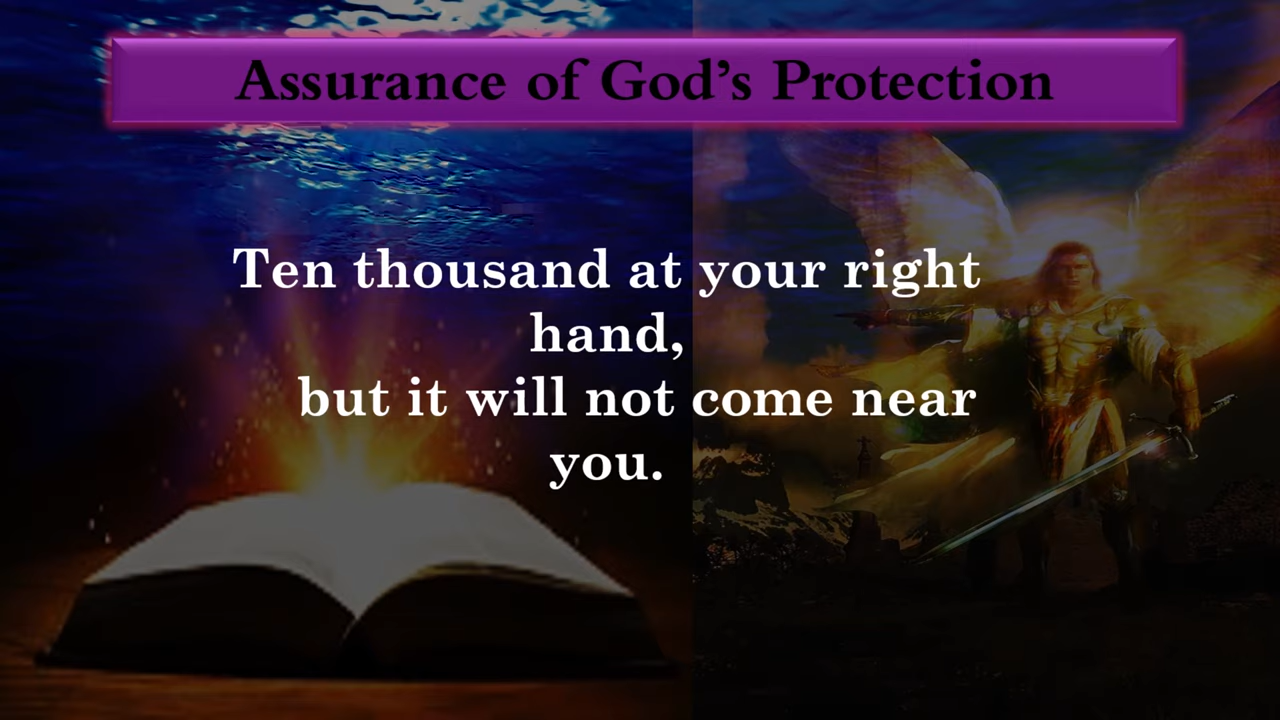 Assurance of God’s Protection
Ten thousand at your right
hand,
but it will not come near
you.